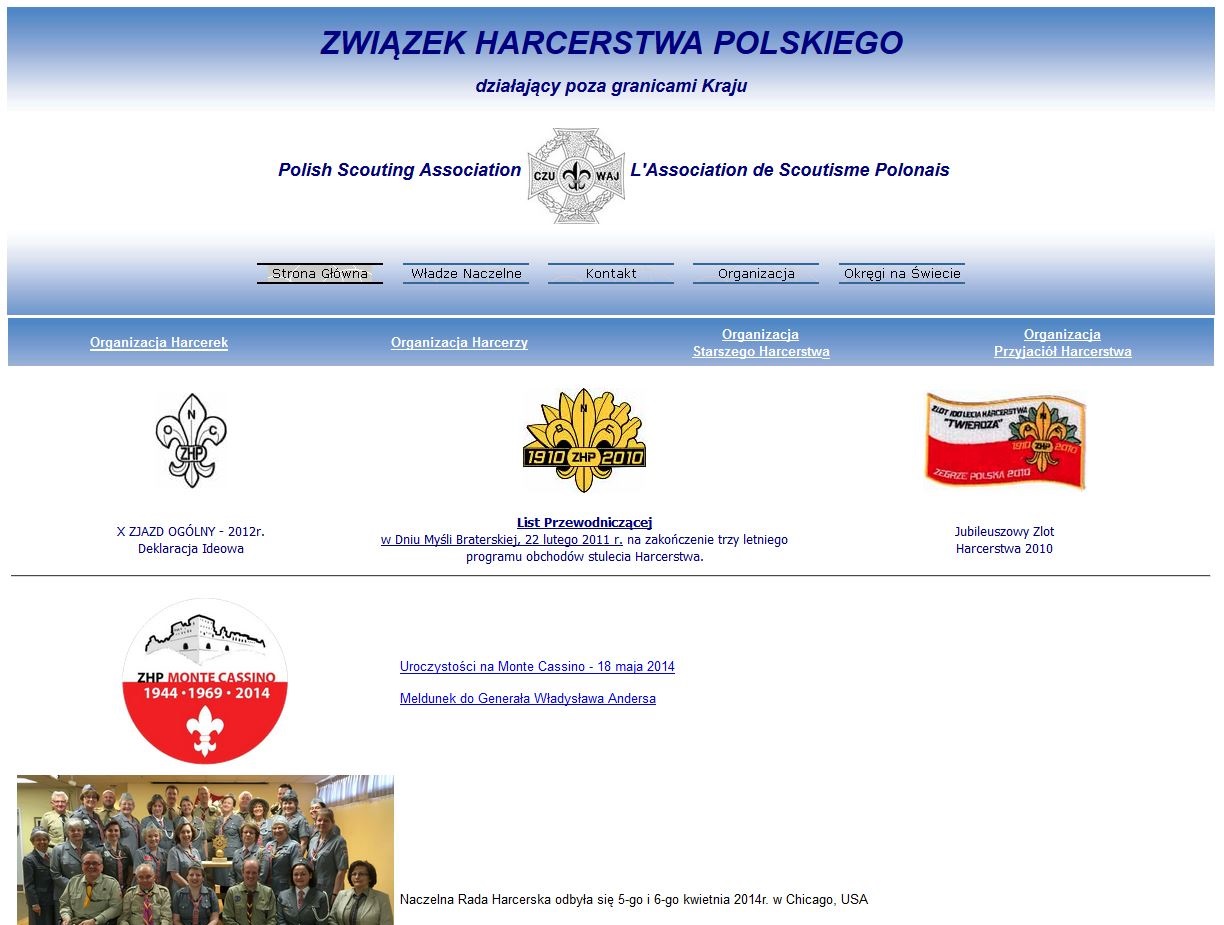 ZWIĄZEK HARCERSTWA POLSKIEGO
działający poza granicami Kraju
Polish Scouting Association
CZU WAJ
L'Association de Scoutisme Polonais
Strona Główna
Władze Naczelne
Kontakt
Organizacja
Okręgi na Świecie
Organizacja Harcerek
Organizacja Harcerzy
Organizacja
Starszego Harcerstwa
Organizacja
Przyjaciół Harcerstwa
N
O C
ZHP
X ZJAZD OGÓLNY - 2012r.
Deklaracja Ideowa
N
1910 ZHP 2010
List Przewodniczącej
w Dniu Myśli Braterskiej, 22 lutego 2011 r. na zakończenie trzy letniego
programu obchodów stulecia Harcerstwa.
ZLOT 100 LECIA HARCERSTWA
"TWIERDZA"
1910 ZHP 2010
ZEGRZE POLSKA 2010
Jubileuszowy Zlot
Harcerstwa 2010
ZHP MONTE CASSINO
1944 • 1969 • 2014
Uroczystości na Monte Cassino - 18 maja 2014
Meldunek do Generała Władysława Andersa
Naczelna Rada Harcerska odbyła się 5-go i 6-go kwietnia 2014r. w Chicago, USA